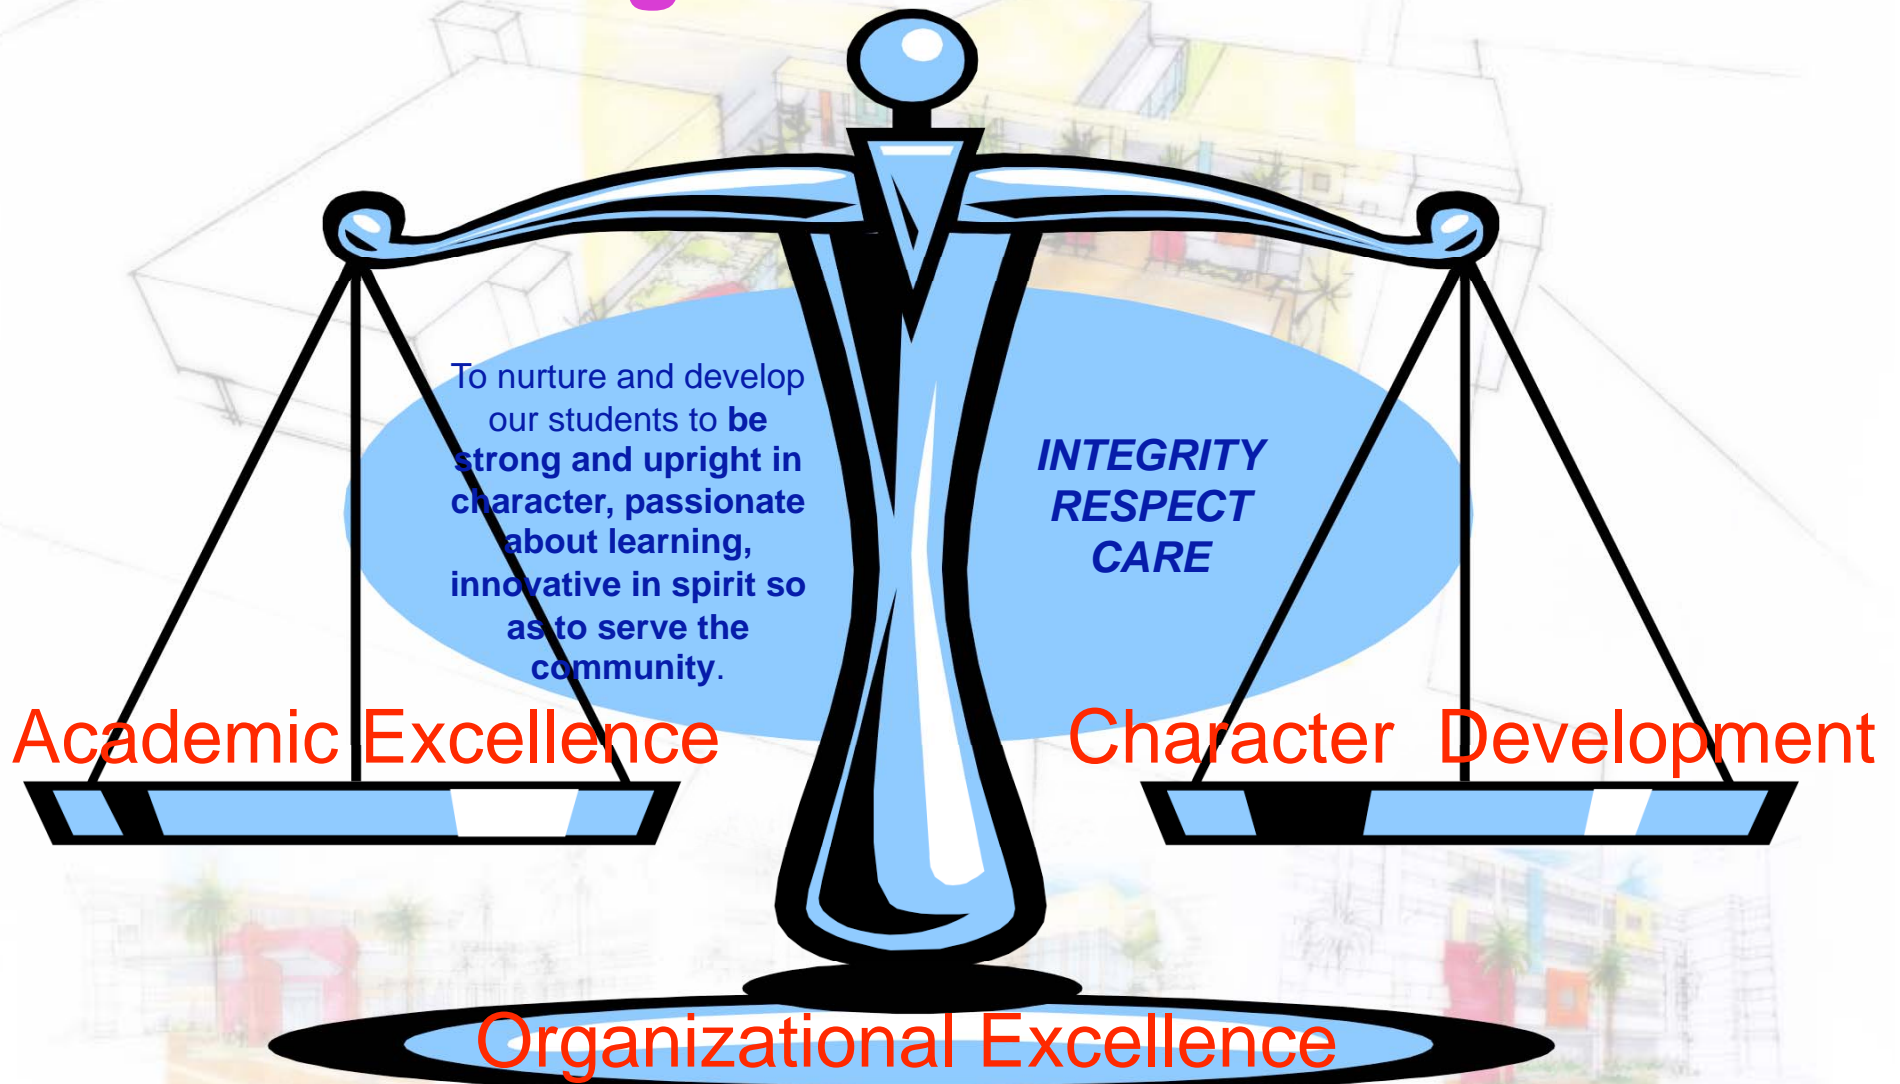 To nurture and develop
our students to be
strong and upright in
character, passionate
about learning,
innovative in spirit so
as to serve the
community.
INTEGRITY
RESPECT
CARE
Academic Excellence
Character Development
Organizational Excellence